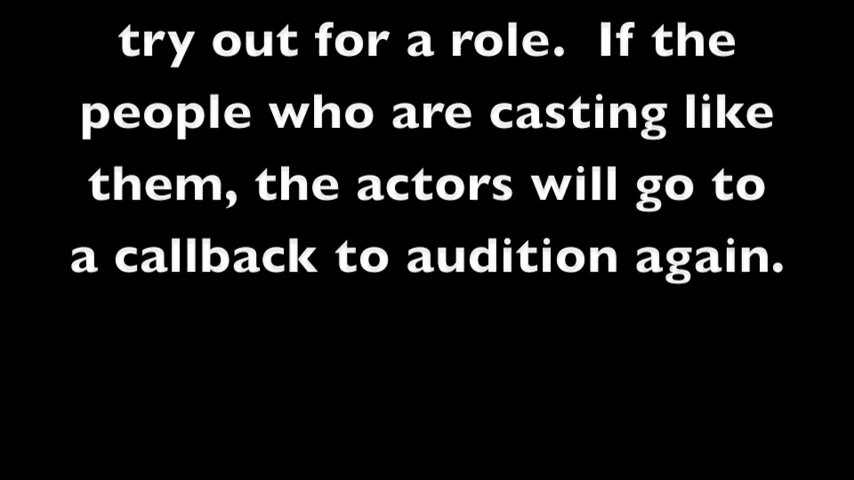 try out for a role.  If the
people who are casting like
them, the actors will go to
a callback to audition again.